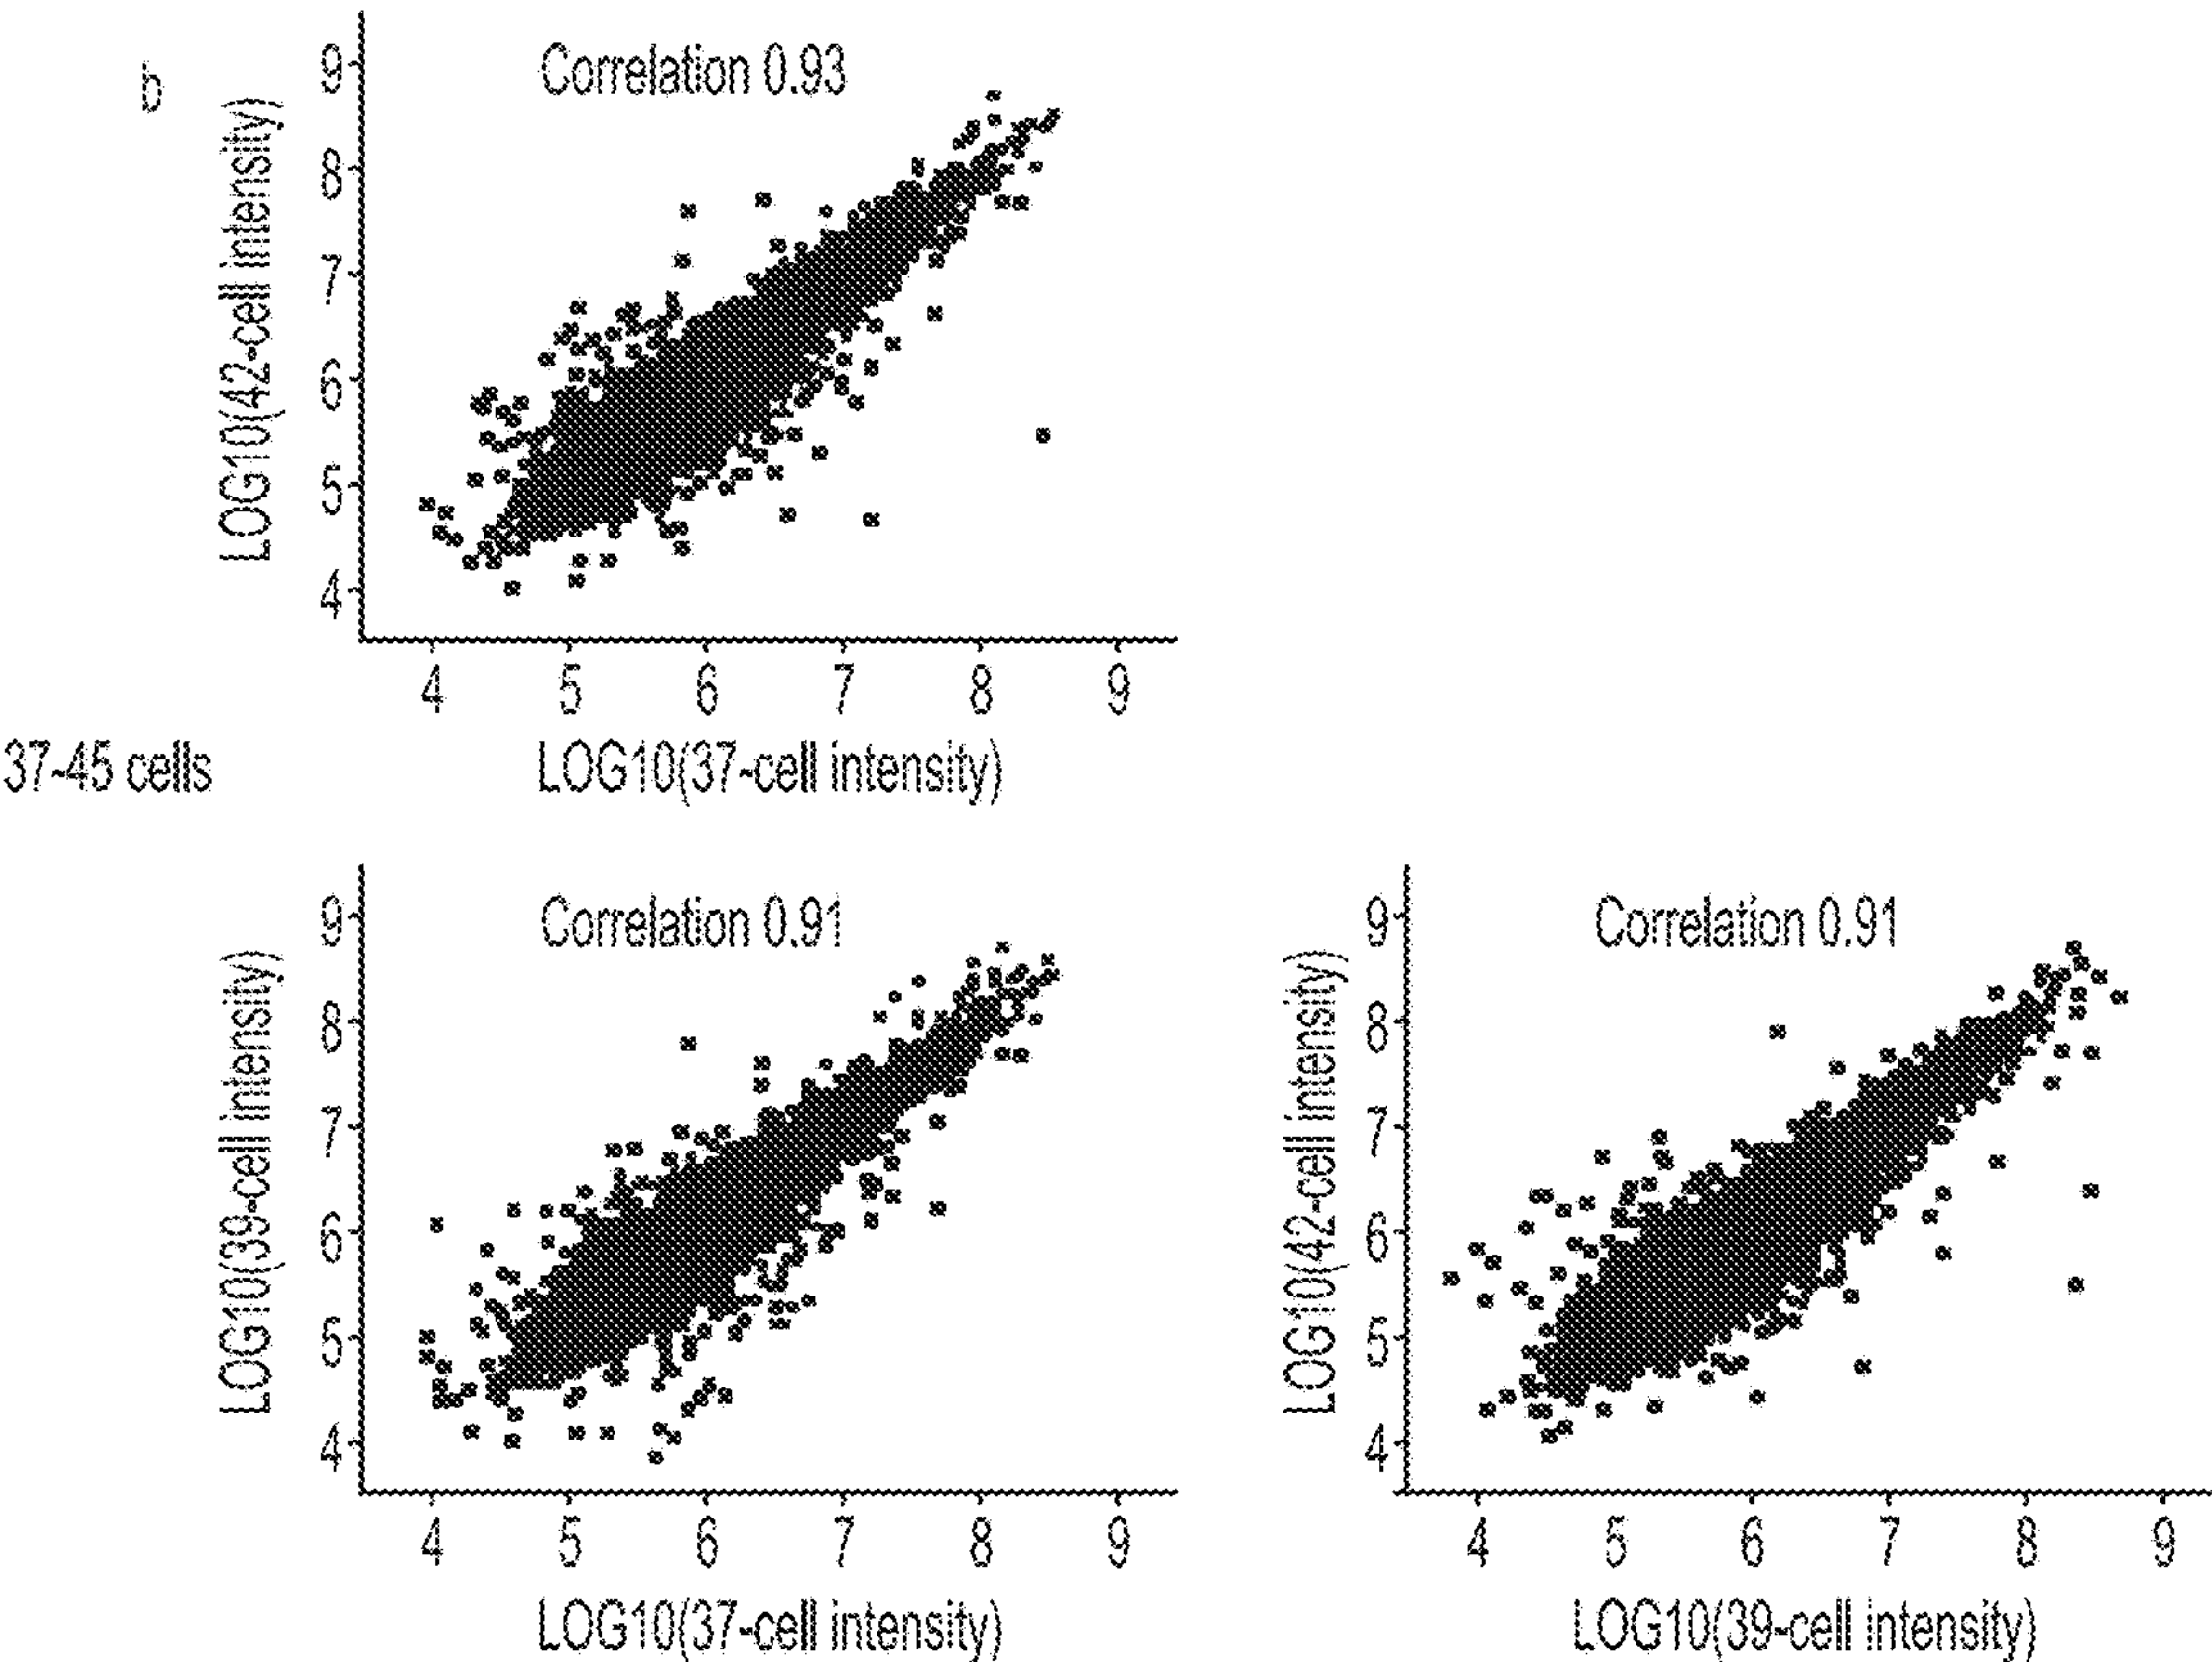 b
Correlation 0.93
LOG10(42-cell intensity)
9
8
7
6
5
4
4 5 6 7 8 9
LOG10(37-cell intensity)
37-45 cells
Correlation 0.91
LOG10(39-cell intensity)
9
8
7
6
5
4
4 5 6 7 8 9
LOG10(37-cell intensity)
Correlation 0.91
LOG10(42-cell intensity)
9
8
7
6
5
4
4 5 6 7 8 9
LOG10(39-cell intensity)